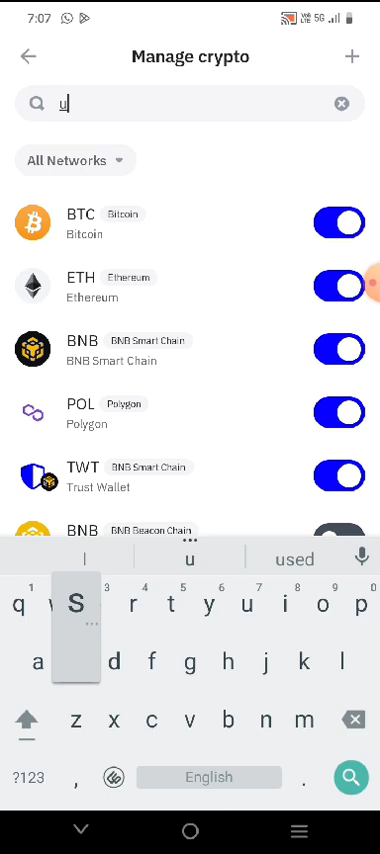 7:07 Vo LTE 5G
Manage crypto
u
All Networks
BTC Bitcoin
Bitcoin
ETH Ethereum
Ethereum
BNB BNB Smart Chain
BNB Smart Chain
POL Polygon
Polygon
TWT BNB Smart Chain
Trust Wallet
BNB BNB Beacon Chain
l u used
1 3 4 5 6 7 8 9 0
q w r t y u i o p
S
a d f g h j k l
z x c v b n m
?123 , English .